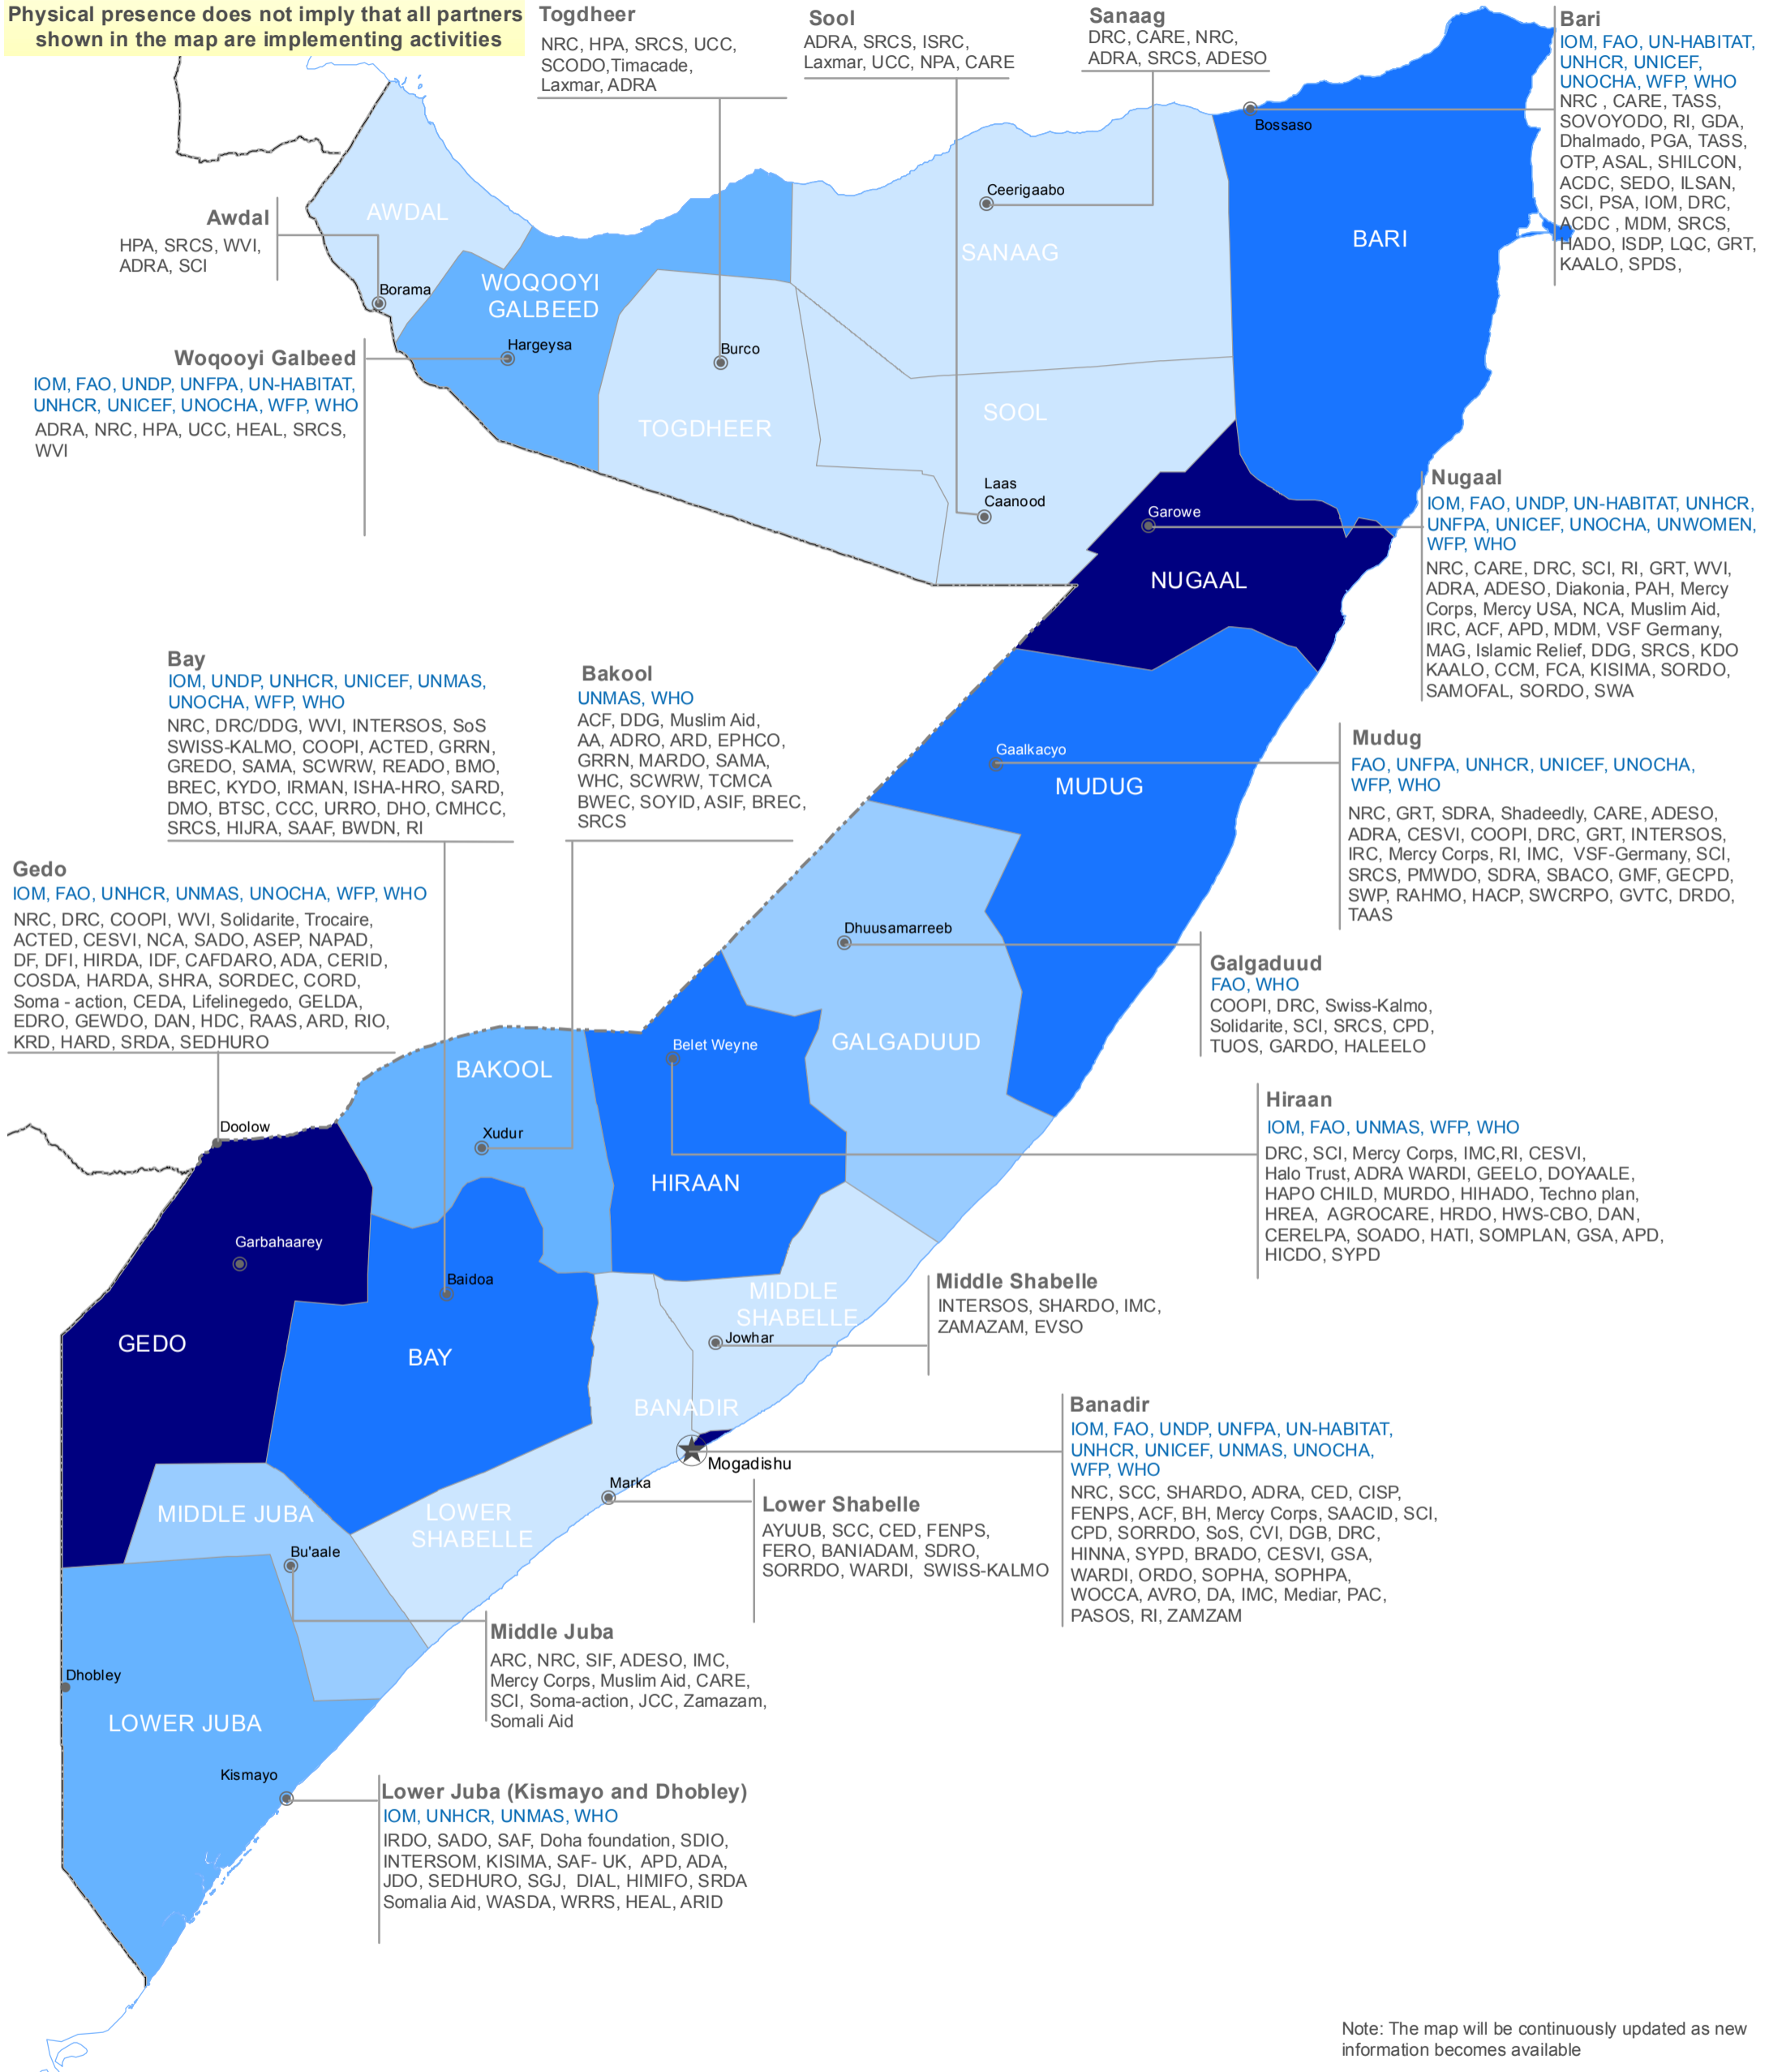 Physical presence does not imply that all partners
shown in the map are implementing activities
Togdheer
NRC, HPA, SRCS, UCC,
SCODO,Timacade,
Laxmar, ADRA
Sool
ADRA, SRCS, ISRC,
Laxmar, UCC, NPA, CARE
Sanaag
DRC, CARE, NRC,
ADRA, SRCS, ADESO
Bari
IOM, FAO, UN-HABITAT,
UNHCR, UNICEF,
UNOCHA, WFP, WHO
NRC , CARE, TASS,
SOVOYODO, RI, GDA,
Dhalmado, PGA, TASS,
OTP, ASAL, SHILCON,
ACDC, SEDO, ILSAN,
SCI, PSA, IOM, DRC,
ACDC , MDM, SRCS,
HADO, ISDP, LQC, GRT,
KAALO, SPDS,
Bossaso
Ceerigaabo
AWDAL
SANAAG
BARI
Awdal
HPA, SRCS, WVI,
ADRA, SCI
Borama
WOQOOYI
GALBEED
Hargeysa
Burco
Woqooyi Galbeed
IOM, FAO, UNDP, UNFPA, UN-HABITAT,
UNHCR, UNICEF, UNOCHA, WFP, WHO
ADRA, NRC, HPA, UCC, HEAL, SRCS,
WVI
TOGDHEER
SOOL
Laas
Caanood
Garowe
NUGAAL
Nugaal
IOM, FAO, UNDP, UN-HABITAT, UNHCR,
UNFPA, UNICEF, UNOCHA, UNWOMEN,
WFP, WHO
NRC, CARE, DRC, SCI, RI, GRT, WVI,
ADRA, ADESO, Diakonia, PAH, Mercy
Corps, Mercy USA, NCA, Muslim Aid,
IRC, ACF, APD, MDM, VSF Germany,
MAG, Islamic Relief, DDG, SRCS, KDO
KAALO, CCM, FCA, KISIMA, SORDO,
SAMOFAL, SORDO, SWA
Bay
IOM, UNDP, UNHCR, UNICEF, UNMAS,
UNOCHA, WFP, WHO
NRC, DRC/DDG, WVI, INTERSOS, SoS
SWISS-KALMO, COOPI, ACTED, GRRN,
GREDO, SAMA, SCWRW, READO, BMO,
BREC, KYDO, IRMAN, ISHA-HRO, SARD,
DMO, BTSC, CCC, URRO, DHO, CMHCC,
SRCS, HIJRA, SAAF, BWDN, RI
Bakool
UNMAS, WHO
ACF, DDG, Muslim Aid,
AA, ADRO, ARD, EPHCO,
GRRN, MARDO, SAMA,
WHC, SCWRW, TCMCA
BWEC, SOYID, ASIF, BREC,
SRCS
Gaalkacyo
MUDUG
Mudug
FAO, UNFPA, UNHCR, UNICEF, UNOCHA,
WFP, WHO
NRC, GRT, SDRA, Shadeedly, CARE, ADESO,
ADRA, CESVI, COOPI, DRC, GRT, INTERSOS,
IRC, Mercy Corps, RI, IMC,  VSF-Germany, SCI,
SRCS, PMWDO, SDRA, SBACO, GMF, GECPD,
SWP, RAHMO, HACP, SWCRPO, GVTC, DRDO,
TAAS
Gedo
IOM, FAO, UNHCR, UNMAS, UNOCHA, WFP, WHO
NRC, DRC, COOPI, WVI, Solidarite, Trocaire,
ACTED, CESVI, NCA, SADO, ASEP, NAPAD,
DF, DFI, HIRDA, IDF, CAFDARO, ADA, CERID,
COSDA, HARDA, SHRA, SORDEC, CORD,
Soma - action, CEDA, Lifelinegedo, GELDA,
EDRO, GEWDO, DAN, HDC, RAAS, ARD, RIO,
KRD, HARD, SRDA, SEDHURO
Dhuusamarreeb
GALGADUUD
Galgaduud
FAO, WHO
COOPI, DRC, Swiss-Kalmo,
Solidarite, SCI, SRCS, CPD,
TUOS, GARDO, HALEELO
Belet Weyne
BAKOOL
Doolow
Xudur
HIRAAN
Hiraan
IOM, FAO, UNMAS, WFP, WHO
DRC, SCI, Mercy Corps, IMC,RI, CESVI,
Halo Trust, ADRA WARDI, GEELO, DOYAALE,
HAPO CHILD, MURDO, HIHADO, Techno plan,
HREA,  AGROCARE, HRDO, HWS-CBO, DAN,
CERELPA, SOADO, HATI, SOMPLAN, GSA, APD,
HICDO, SYPD
Garbahaarey
Baidoa
GEDO
BAY
MIDDLE
SHABELLE
Jowhar
Middle Shabelle
INTERSOS, SHARDO, IMC,
ZAMAZAM, EVSO
BANADIR
Mogadishu
Banadir
IOM, FAO, UNDP, UNFPA, UN-HABITAT,
UNHCR, UNICEF, UNMAS, UNOCHA,
WFP, WHO
NRC, SCC, SHARDO, ADRA, CED, CISP,
FENPS, ACF, BH, Mercy Corps, SAACID, SCI,
CPD, SORRDO, SoS, CVI, DGB, DRC,
HINNA, SYPD, BRADO, CESVI, GSA,
WARDI, ORDO, SOPHA, SOPHPA,
WOCCA, AVRO, DA, IMC, Mediar, PAC,
PASOS, RI, ZAMZAM
Marka
Lower Shabelle
AYUUB, SCC, CED, FENPS,
FERO, BANIADAM, SDRO,
SORRDO, WARDI,  SWISS-KALMO
MIDDLE JUBA
LOWER
SHABELLE
Bu'aale
Middle Juba
ARC, NRC, SIF, ADESO, IMC,
Mercy Corps, Muslim Aid, CARE,
SCI, Soma-action, JCC, Zamazam,
Somali Aid
Dhobley
LOWER JUBA
Kismayo
Lower Juba (Kismayo and Dhobley)
IOM, UNHCR, UNMAS, WHO
IRDO, SADO, SAF, Doha foundation, SDIO,
INTERSOM, KISIMA, SAF- UK,  APD, ADA,
JDO, SEDHURO, SGJ,  DIAL, HIMIFO, SRDA
Somalia Aid, WASDA, WRRS, HEAL, ARID
Note: The map will be continuously updated as new
information becomes available